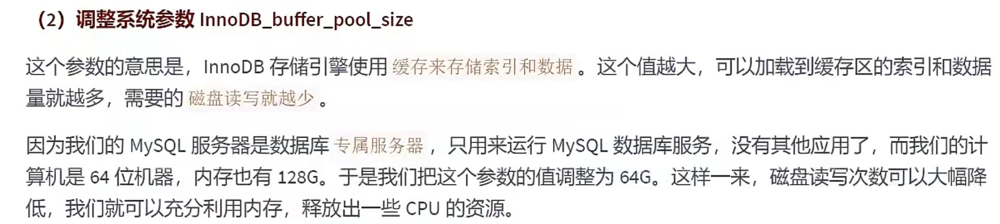 （2）调整系统参数 InnoDB_buffer_pool_size
这个参数的意思是，InnoDB 存储引擎使用 缓存来存储索引和数据 。这个值越大，可以加载到缓存区的索引和数据
量就越多，需要的 磁盘读写就越少 。
因为我们的 MySQL 服务器是数据库 专属服务器 ，只用来运行 MySQL 数据库服务，没有其他应用了，而我们的计
算机是 64 位机器，内存也有 128G。于是我们把这个参数的值调整为 64G。这样一来，磁盘读写次数可以大幅降
低，我们就可以充分利用内存，释放出一些 CPU 的资源。